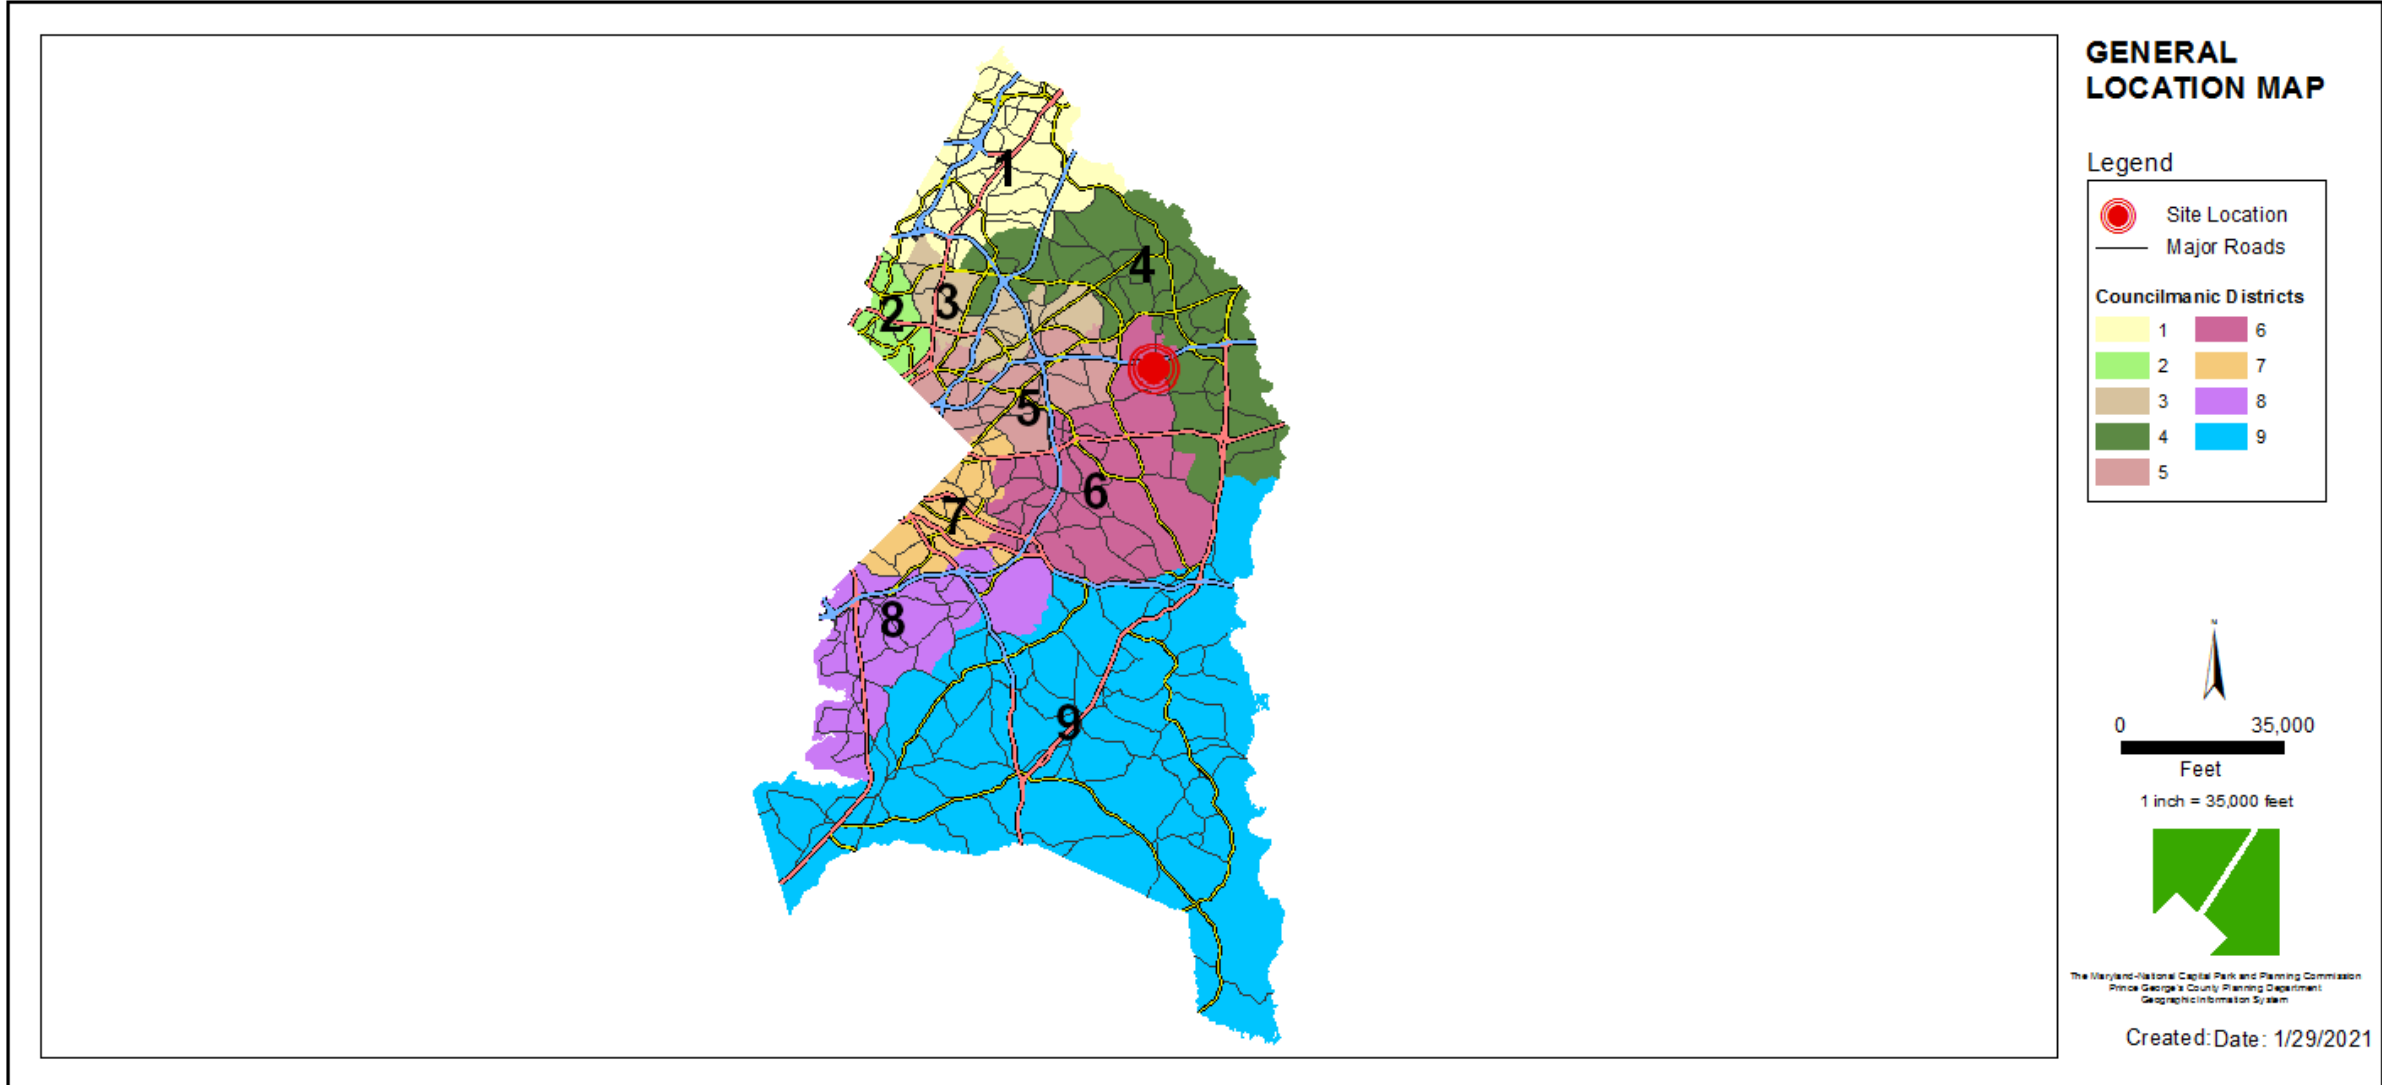 GENERAL
LOCATION MAP
Legend
Site Location
Major Roads
Councilmanic Districts
1 6
2 7
3 8
4 9
5
1
4
3
2
5
6
7
8
9
N
0 35,000
Feet
1 inch = 35,000 feet
The Maryland-National Capital Park and Planning Commission
Prince George's County Planning Department
Geographic Information System
Created: Date: 1/29/2021